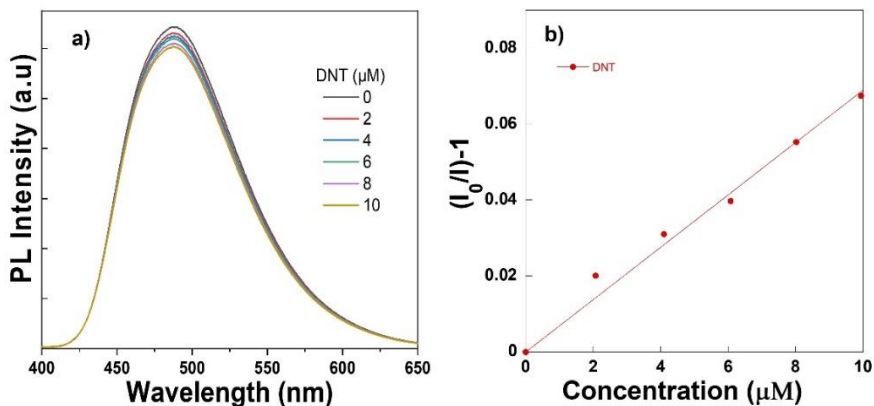 a)
PL Intensity (a.u)
DNT (μM)
0
2
4
6
8
10
400
450
500
550
600
650
Wavelength (nm)
b)
DNT
(I₀/I)-1
0.08
0.06
0.04
0.02
0
0
2
4
6
8
10
Concentration (μM)